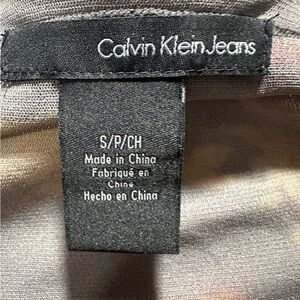 Calvin Klein Jeans
S/P/CH
Made in China
Fabriqué en
Chine
Hecho en China